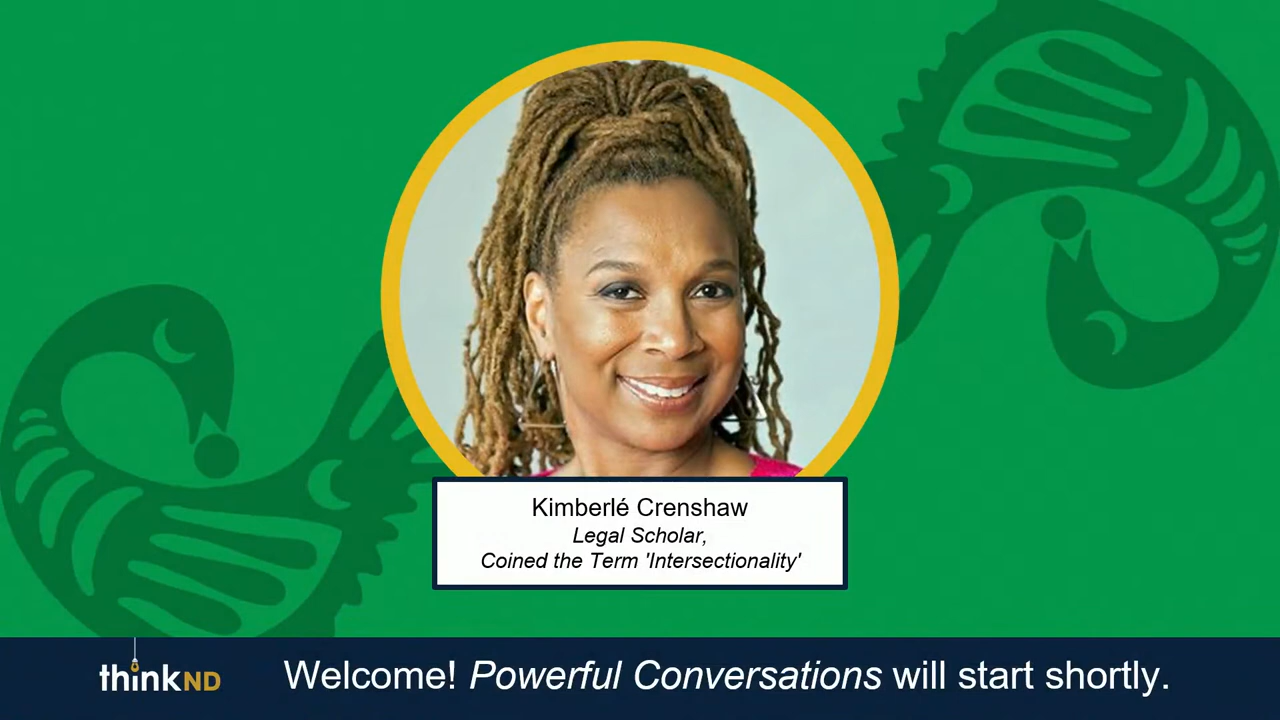 Kimberlé Crenshaw
Legal Scholar,
Coined the Term 'Intersectionality'
thinkND
Welcome! Powerful Conversations will start shortly.